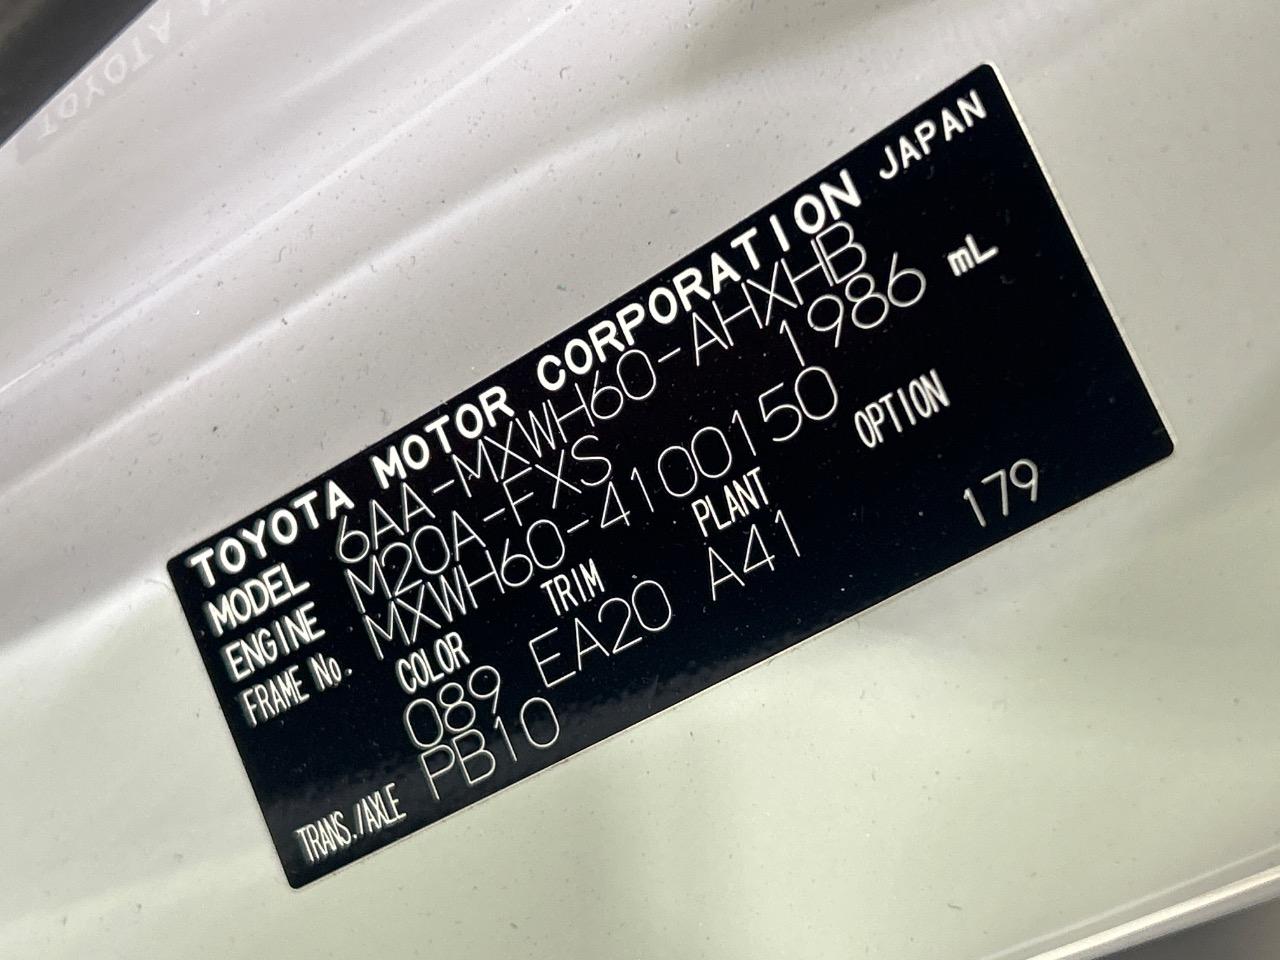 TOYOTA MOTOR CORPORATION JAPAN
MODEL 6AA-MXWH60-AHXHB
ENGINE M20A-FXS 1986 mL
FRAME No. MXWH60-4100150
COLOR TRIM PLANT OPTION
089 EA20 A41 179
TRANS./AXLE PB10